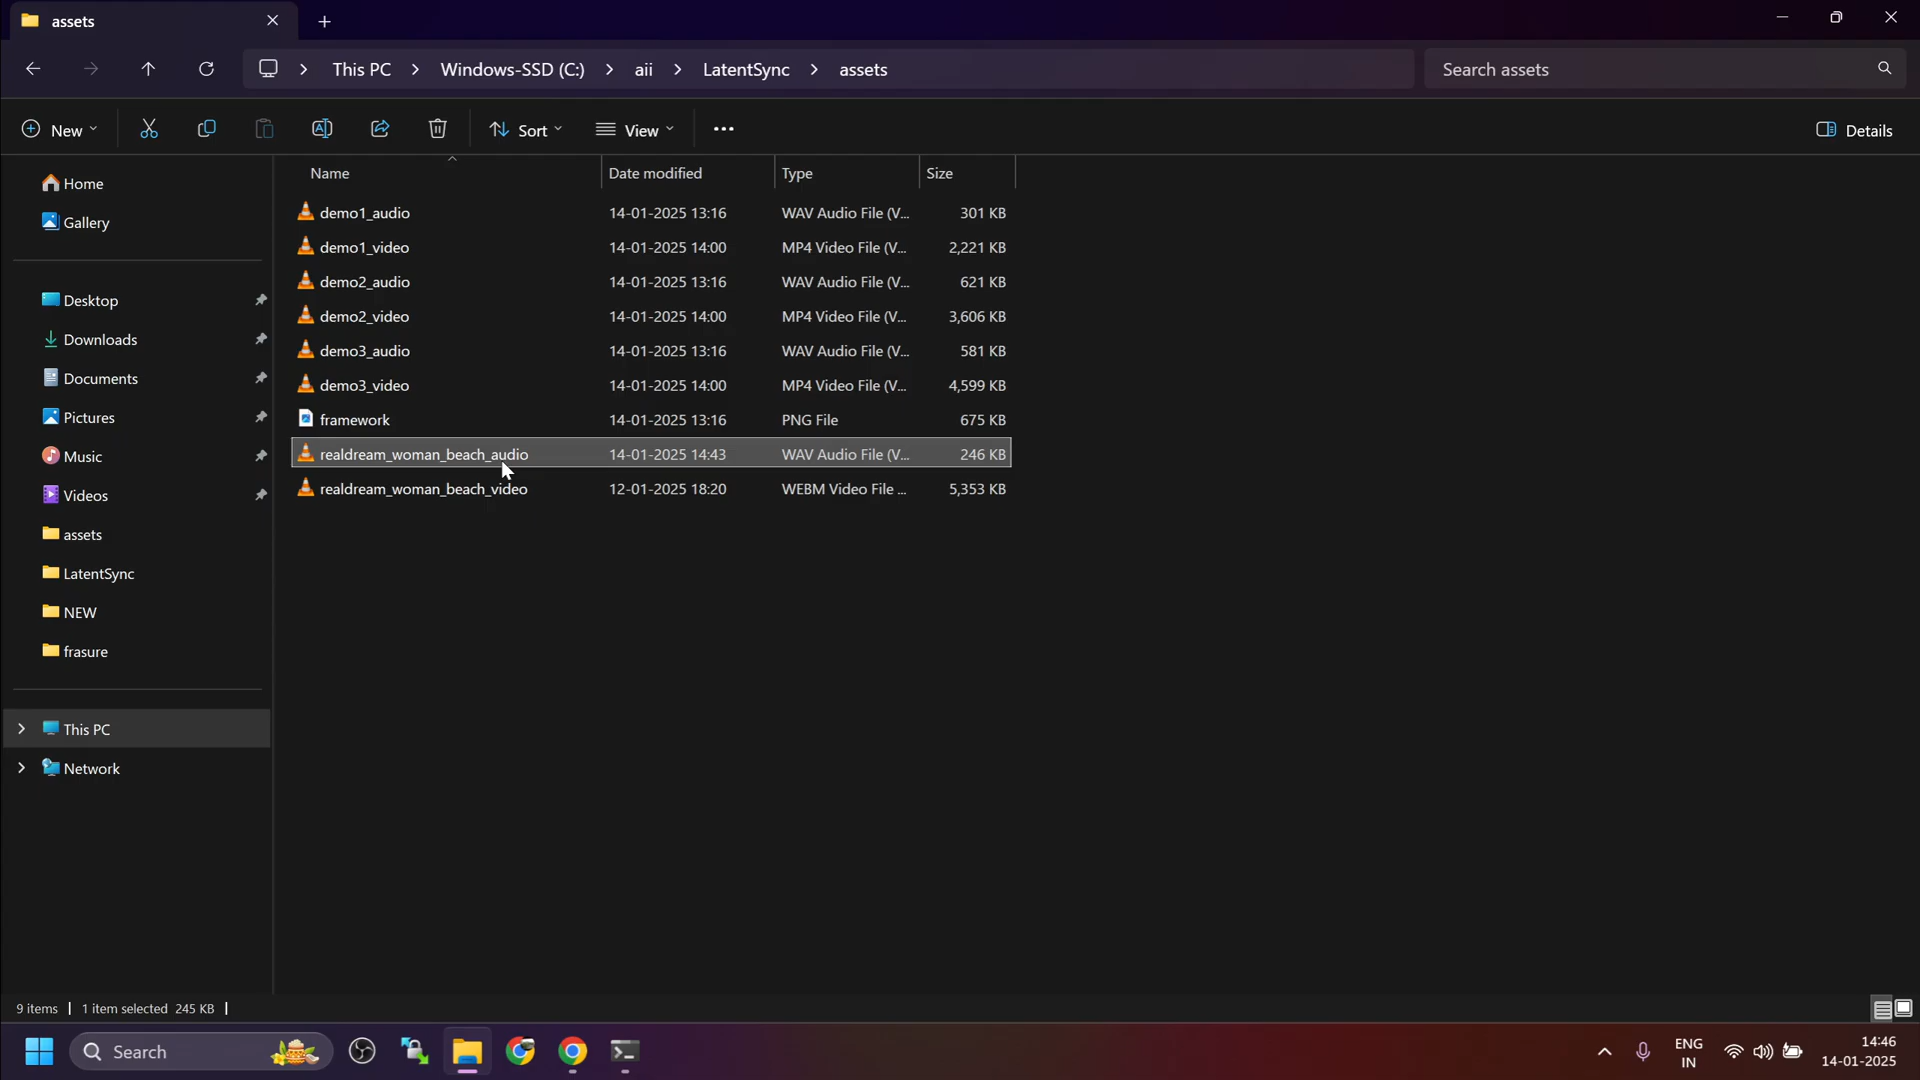 assets
This PC > Windows-SSD (C:) > aii > LatentSync > assets
Search assets
New
Sort
View
Details
Home
Gallery
Desktop
Downloads
Documents
Pictures
Music
Videos
assets
LatentSync
NEW
frasure
This PC
Network
Name Date modified Type Size
demo1_audio 14-01-2025 13:16 WAV Audio File (V... 301 KB
demo1_video 14-01-2025 14:00 MP4 Video File (V... 2,221 KB
demo2_audio 14-01-2025 13:16 WAV Audio File (V... 621 KB
demo2_video 14-01-2025 14:00 MP4 Video File (V... 3,606 KB
demo3_audio 14-01-2025 13:16 WAV Audio File (V... 581 KB
demo3_video 14-01-2025 14:00 MP4 Video File (V... 4,599 KB
framework 14-01-2025 13:16 PNG File 675 KB
realdream_woman_beach_audio 14-01-2025 14:43 WAV Audio File (V... 246 KB
realdream_woman_beach_video 12-01-2025 18:20 WEBM Video File ... 5,353 KB
9 items | 1 item selected 245 KB |
Search
ENG
IN
14:46
14-01-2025